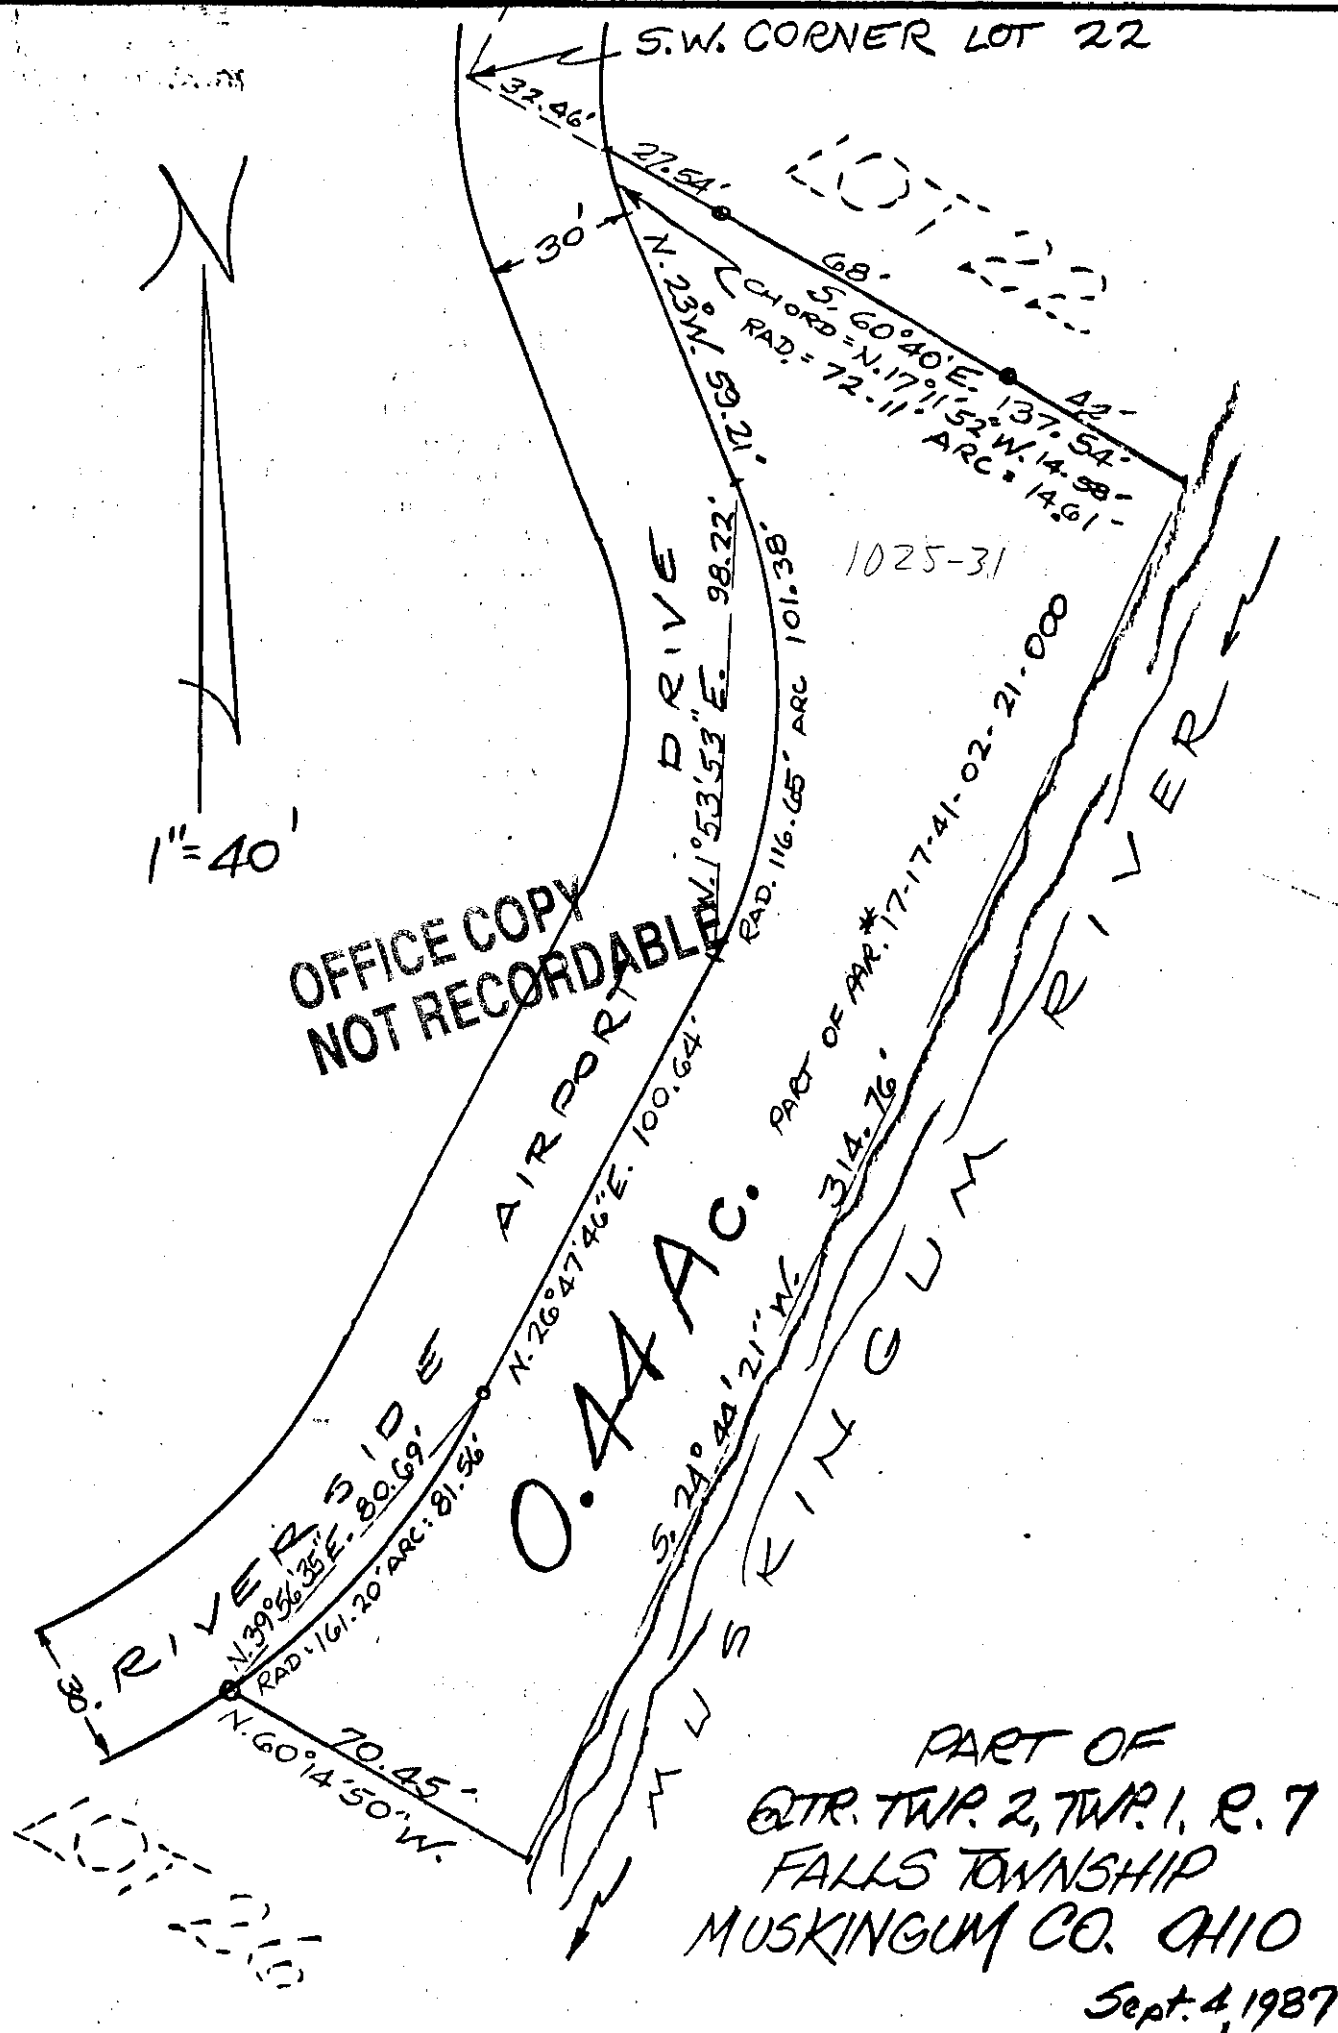 S.W. CORNER LOT 22
32.46'
27.54'
LOT 22
30'
68'
S. 60°40' E. 137.54'
42'
CHORD = N. 17°11'52" W. 14.58'
RAD. = 72.11' ARC = 14.61'
N. 23° W. 59.21'
N
1" = 40'
1025-31
N. 1°53'53" E. 98.22'
RAD. 116.65' ARC 101.38'
OFFICE COPY
NOT RECORDABLE
RIVERSIDE AIRPORT DRIVE
PART OF PAR.# 17-17-41-02-21-000
N. 26°47'46" E. 100.64'
0.44 Ac.
S. 24°44'21" W. 314.76'
MUSKINGUM RIVER
N. 39°56'35" E. 80.69'
RAD: 161.20' ARC: 81.56'
30'
70.45'
N. 60°14'50" W.
LOT 26
PART OF
QTR. TWP. 2, TWP. 1, R. 7
FALLS TOWNSHIP
MUSKINGUM CO. OHIO
Sept. 4, 1987